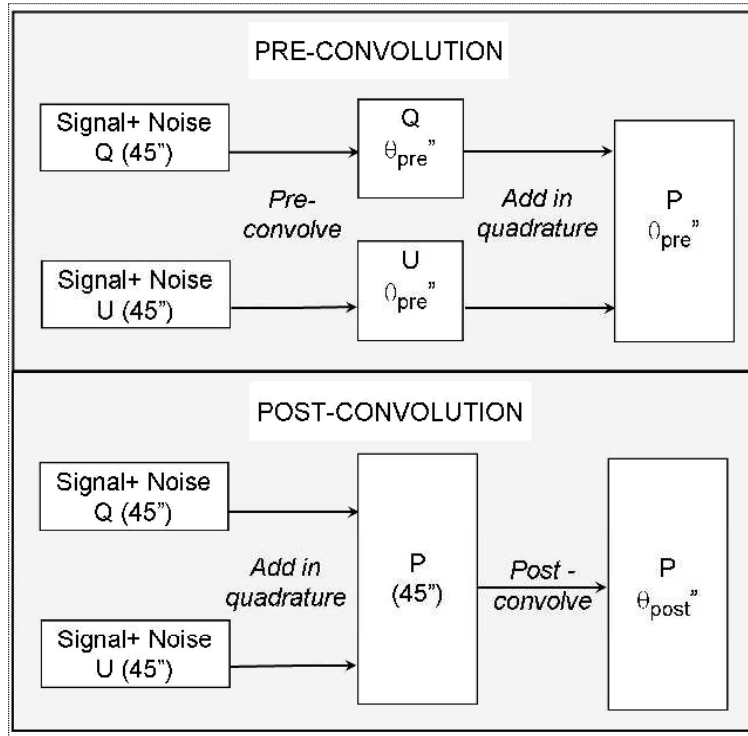 PRE-CONVOLUTION
Signal+ Noise
Q (45”)
Q
θpre”
Pre-
convolve
Add in
quadrature
P
θpre”
Signal+ Noise
U (45”)
U
θpre”
POST-CONVOLUTION
Signal+ Noise
Q (45”)
Add in
quadrature
P
(45”)
Post -
convolve
P
θpost”
Signal+ Noise
U (45”)